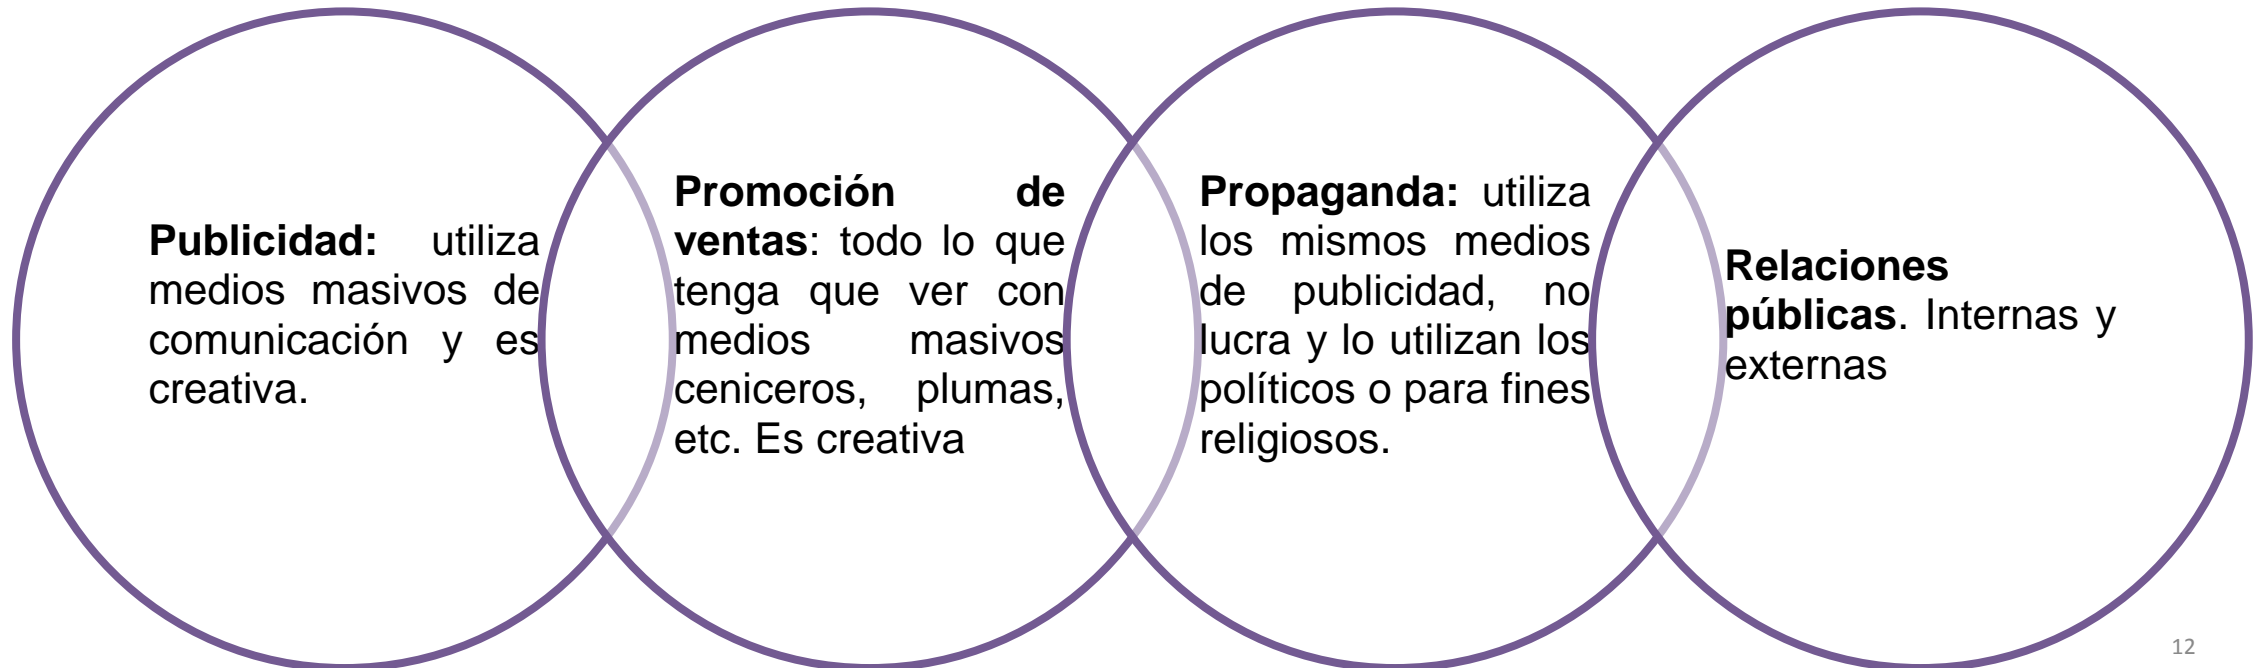 Publicidad: utiliza
medios masivos de
comunicación y es
creativa.
Promoción de
ventas: todo lo que
tenga que ver con
medios masivos
ceniceros, plumas,
etc. Es creativa
Propaganda: utiliza
los mismos medios
de publicidad, no
lucra y lo utilizan los
políticos o para fines
religiosos.
Relaciones
públicas. Internas y
externas
12